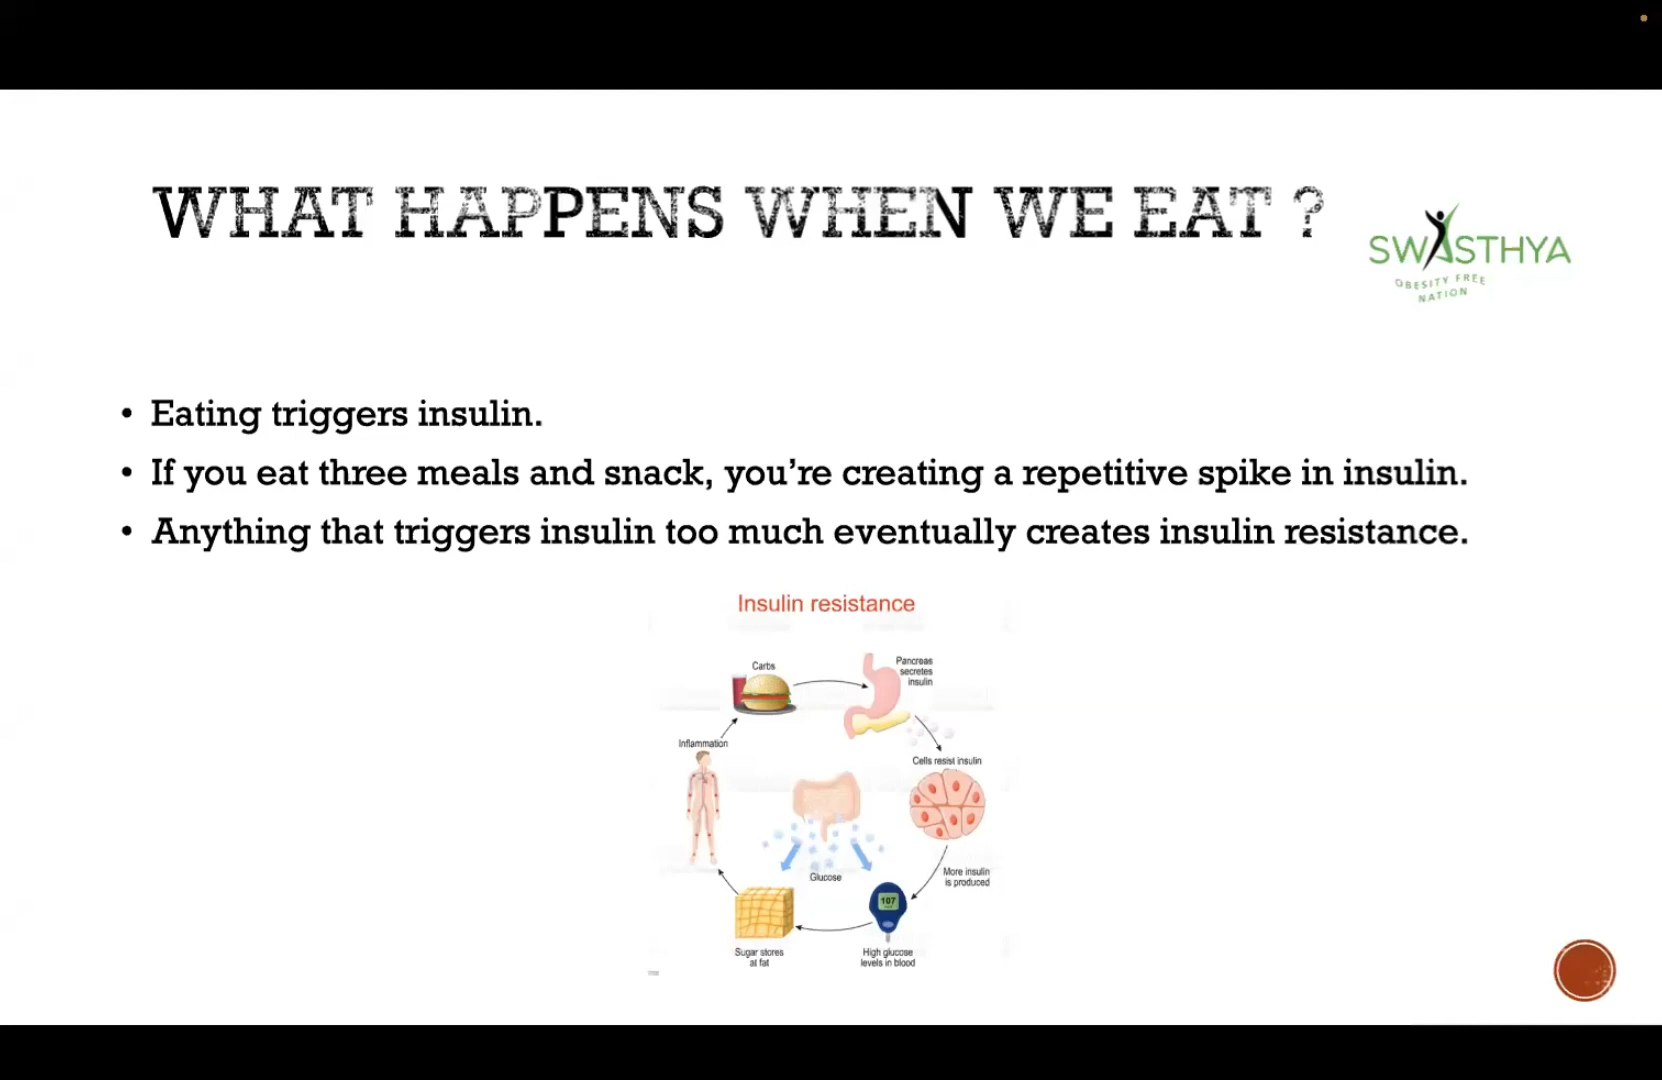 WHAT HAPPENS WHEN WE EAT ?
SWASTHYA
OBESITY FREE
NATION
• Eating triggers insulin.
• If you eat three meals and snack, you’re creating a repetitive spike in insulin.
• Anything that triggers insulin too much eventually creates insulin resistance.
Insulin resistance
Carbs
Pancreas
secretes
insulin
Inflammation
Cells resist insulin
Glucose
More insulin
is produced
107
Sugar stores
at fat
High glucose
levels in blood